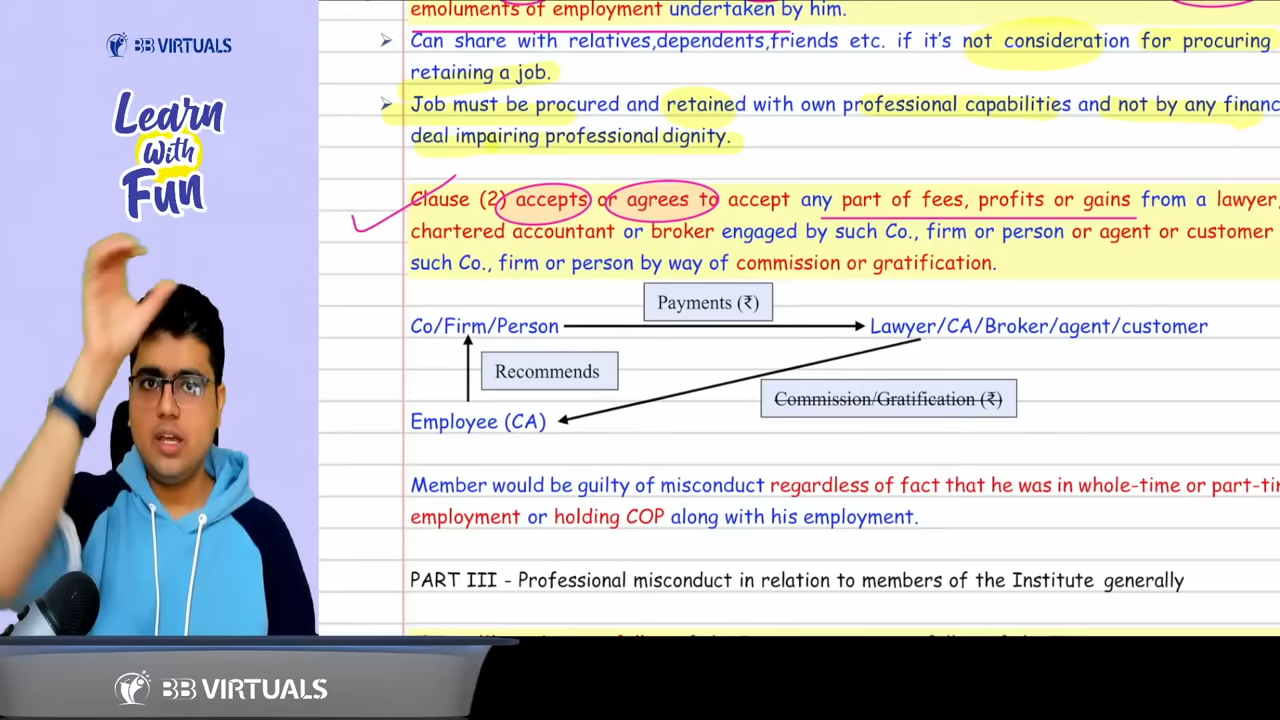 BB VIRTUALS
Learn
With
Fun
emoluments of employment undertaken by him.
➢ Can share with relatives,dependents,friends etc. if it's not consideration for procuring
retaining a job.
➢ Job must be procured and retained with own professional capabilities and not by any financ
deal impairing professional dignity.
Clause (2) accepts or agrees to accept any part of fees, profits or gains from a lawyer,
chartered accountant or broker engaged by such Co., firm or person or agent or customer
such Co., firm or person by way of commission or gratification.
Payments (₹)
Co/Firm/Person
Lawyer/CA/Broker/agent/customer
Recommends
Commission/Gratification (₹)
Employee (CA)
Member would be guilty of misconduct regardless of fact that he was in whole-time or part-tim
employment or holding COP along with his employment.
PART III - Professional misconduct in relation to members of the Institute generally
BB VIRTUALS